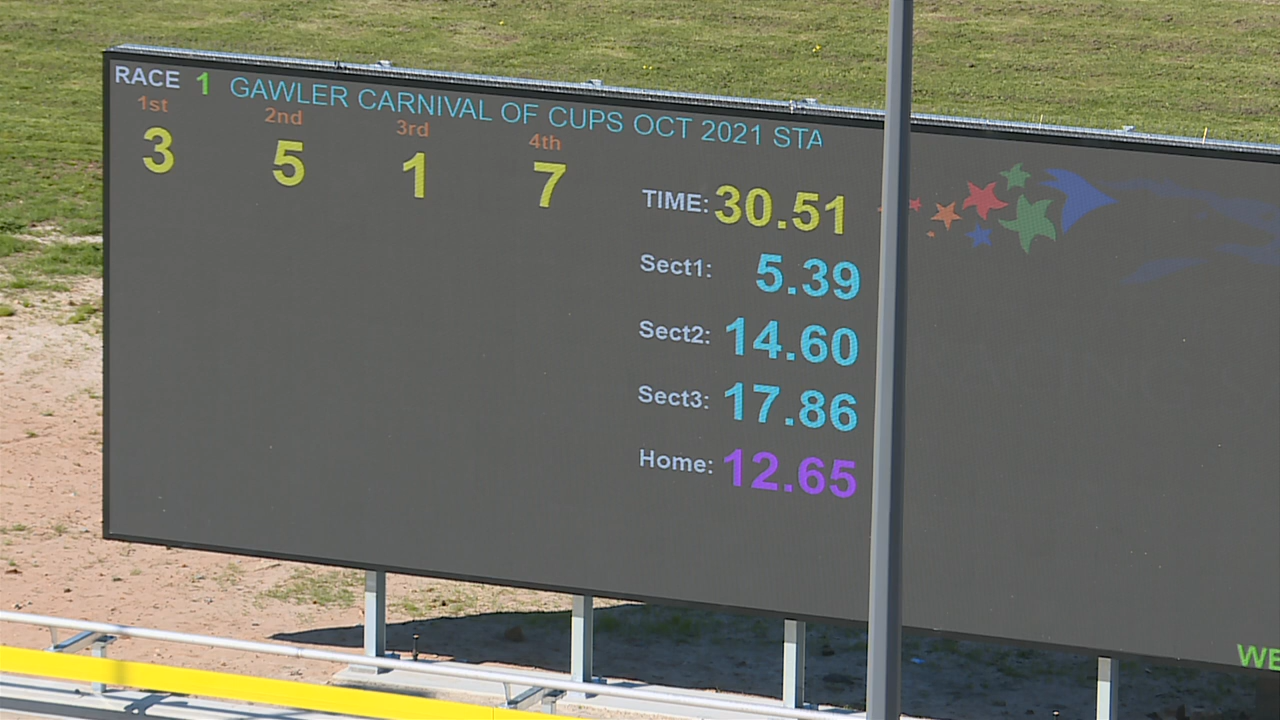 RACE 1 GAWLER CARNIVAL OF CUPS OCT 2021 STA
1st 2nd 3rd 4th
3 5 1 7
TIME: 30.51
Sect1: 5.39
Sect2: 14.60
Sect3: 17.86
Home: 12.65
WE